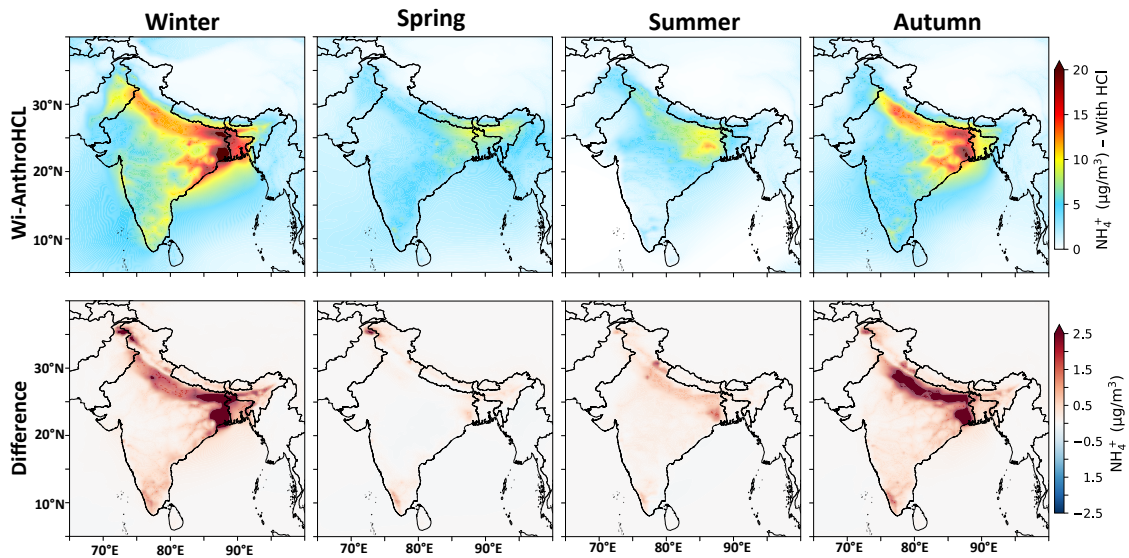 Winter Spring Summer Autumn
Wi-AnthroHCL
30°N
20°N
10°N
20
15
10
5
0
NH₄⁺ (µg/m³) – With HCl
Difference
30°N
20°N
10°N
70°E 80°E 90°E 70°E 80°E 90°E 70°E 80°E 90°E 70°E 80°E 90°E
2.5
1.5
0.5
−0.5
−1.5
−2.5
NH₄⁺ (µg/m³)